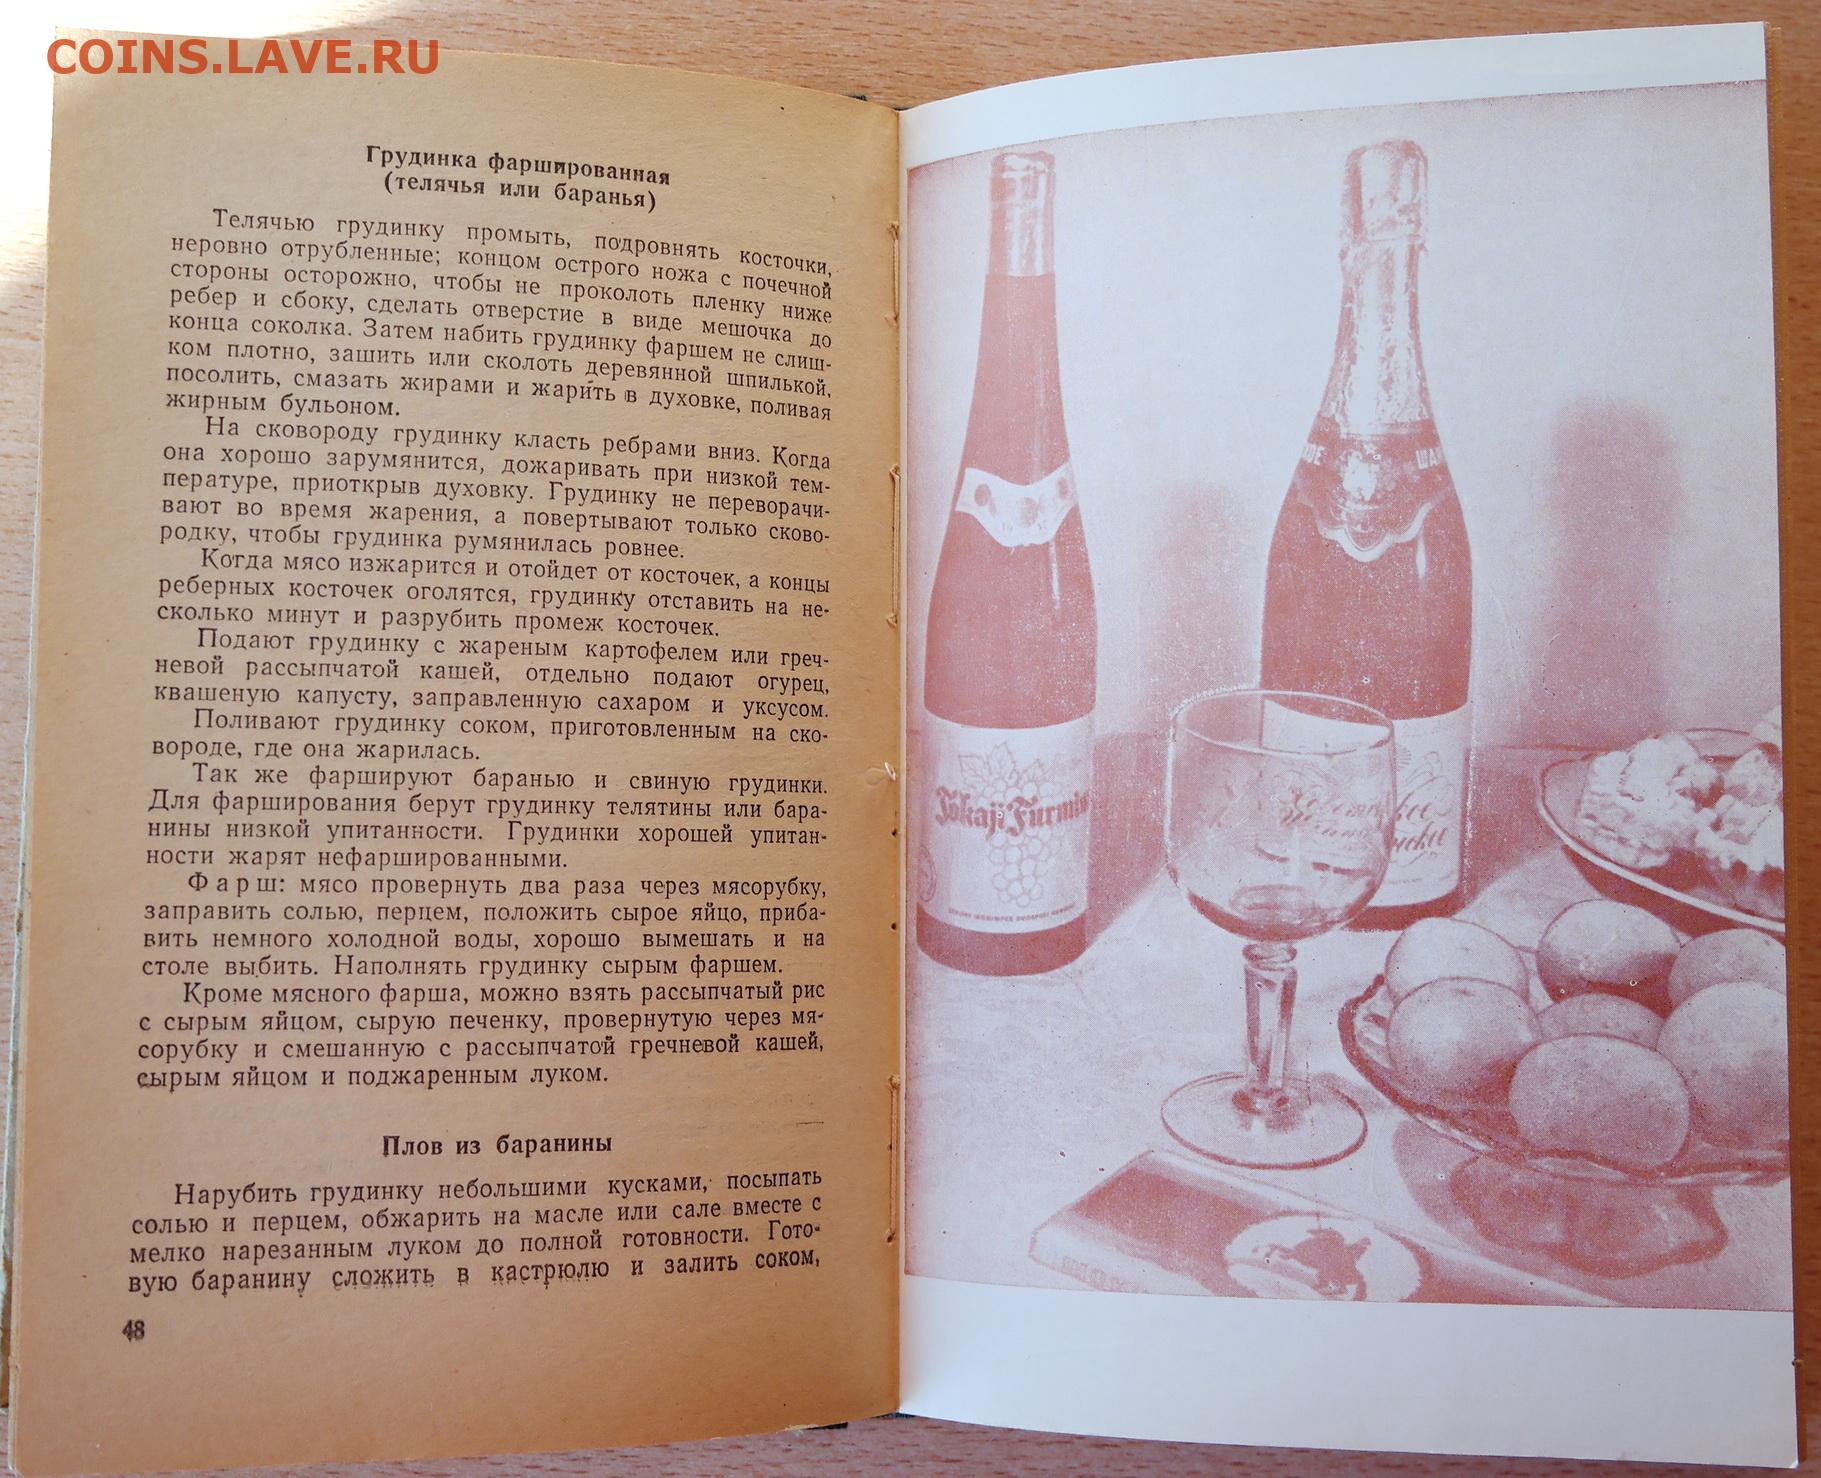 COINS.LAVE.RU
Грудинка фаршированная
(телячья или баранья)
Телячью грудинку промыть, подровнять косточки,
неровно отрубленные; концом острого ножа с почечной
стороны осторожно, чтобы не проколоть пленку ниже
ребер и сбоку, сделать отверстие в виде мешочка до
конца соколка. Затем набить грудинку фаршем не слиш-
ком плотно, зашить или сколоть деревянной шпилькой,
посолить, смазать жирами и жарить в духовке, поливая
жирным бульоном.
На сковороду грудинку класть ребрами вниз. Когда
она хорошо зарумянится, дожаривать при низкой тем-
пературе, приоткрыв духовку. Грудинку не переворачи-
вают во время жарения, а повертывают только сково-
родку, чтобы грудинка румянилась ровнее.
Когда мясо изжарится и отойдет от косточек, а концы
реберных косточек оголятся, грудинку отставить на не-
сколько минут и разрубить промеж косточек.
Подают грудинку с жареным картофелем или греч-
невой рассыпчатой кашей, отдельно подают огурец,
квашеную капусту, заправленную сахаром и уксусом.
Поливают грудинку соком, приготовленным на ско-
вороде, где она жарилась.
Так же фаршируют баранью и свиную грудинки.
Для фарширования берут грудинку телятины или бара-
нины низкой упитанности. Грудинки хорошей упитан-
ности жарят нефаршированными.
Фарш: мясо провернуть два раза через мясорубку,
заправить солью, перцем, положить сырое яйцо, приба-
вить немного холодной воды, хорошо вымешать и на
столе выбить. Наполнять грудинку сырым фаршем.
Кроме мясного фарша, можно взять рассыпчатый рис
с сырым яйцом, сырую печенку, провернутую через мя-
сорубку и смешанную с рассыпчатой гречневой кашей,
сырым яйцом и поджаренным луком.
Плов из баранины
Нарубить грудинку небольшими кусками, посыпать
солью и перцем, обжарить на масле или сале вместе с
мелко нарезанным луком до полной готовности. Гото-
вую баранину сложить в кастрюлю и залить соком,
48
Tokaji Furmin
ША